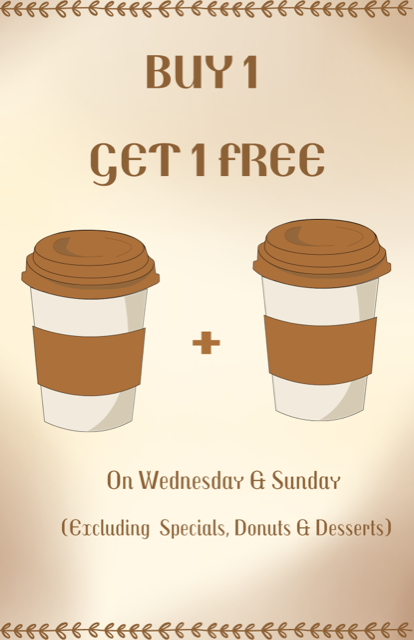 BUY 1
GET 1 FREE
+
On Wednesday & Sunday
(Excluding Specials, Donuts & Desserts)